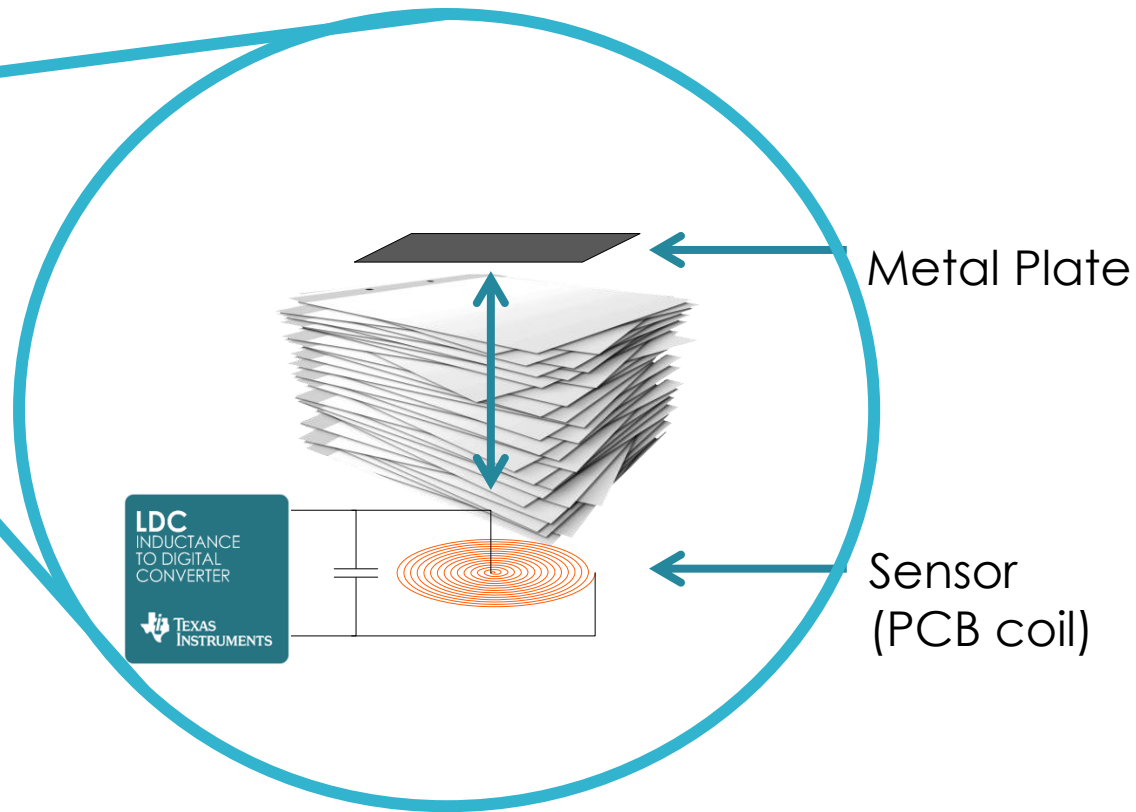 Metal Plate
LDC
INDUCTANCE
TO DIGITAL
CONVERTER
TEXAS
INSTRUMENTS
Sensor
(PCB coil)